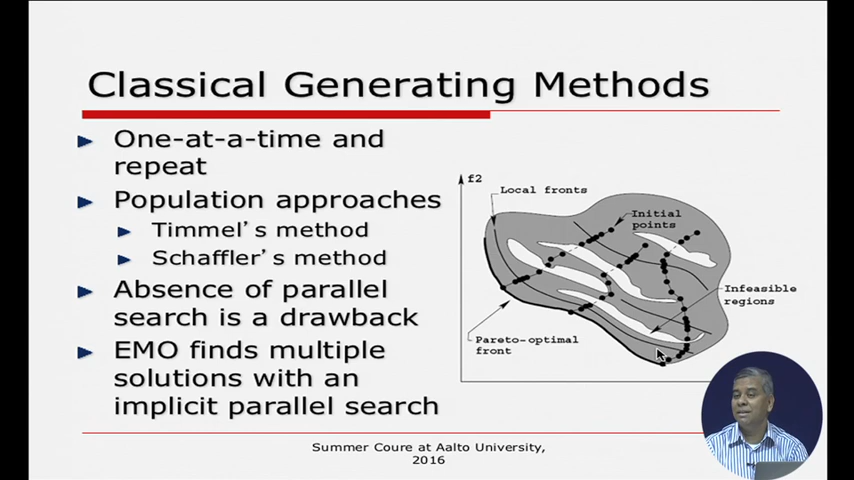 Classical Generating Methods
One-at-a-time and
repeat
Population approaches
Timmel's method
Schaffler's method
Absence of parallel
search is a drawback
EMO finds multiple
solutions with an
implicit parallel search
f2
Local fronts
Initial
points
Infeasible
regions
Pareto-optimal
front
Summer Coure at Aalto University,
2016